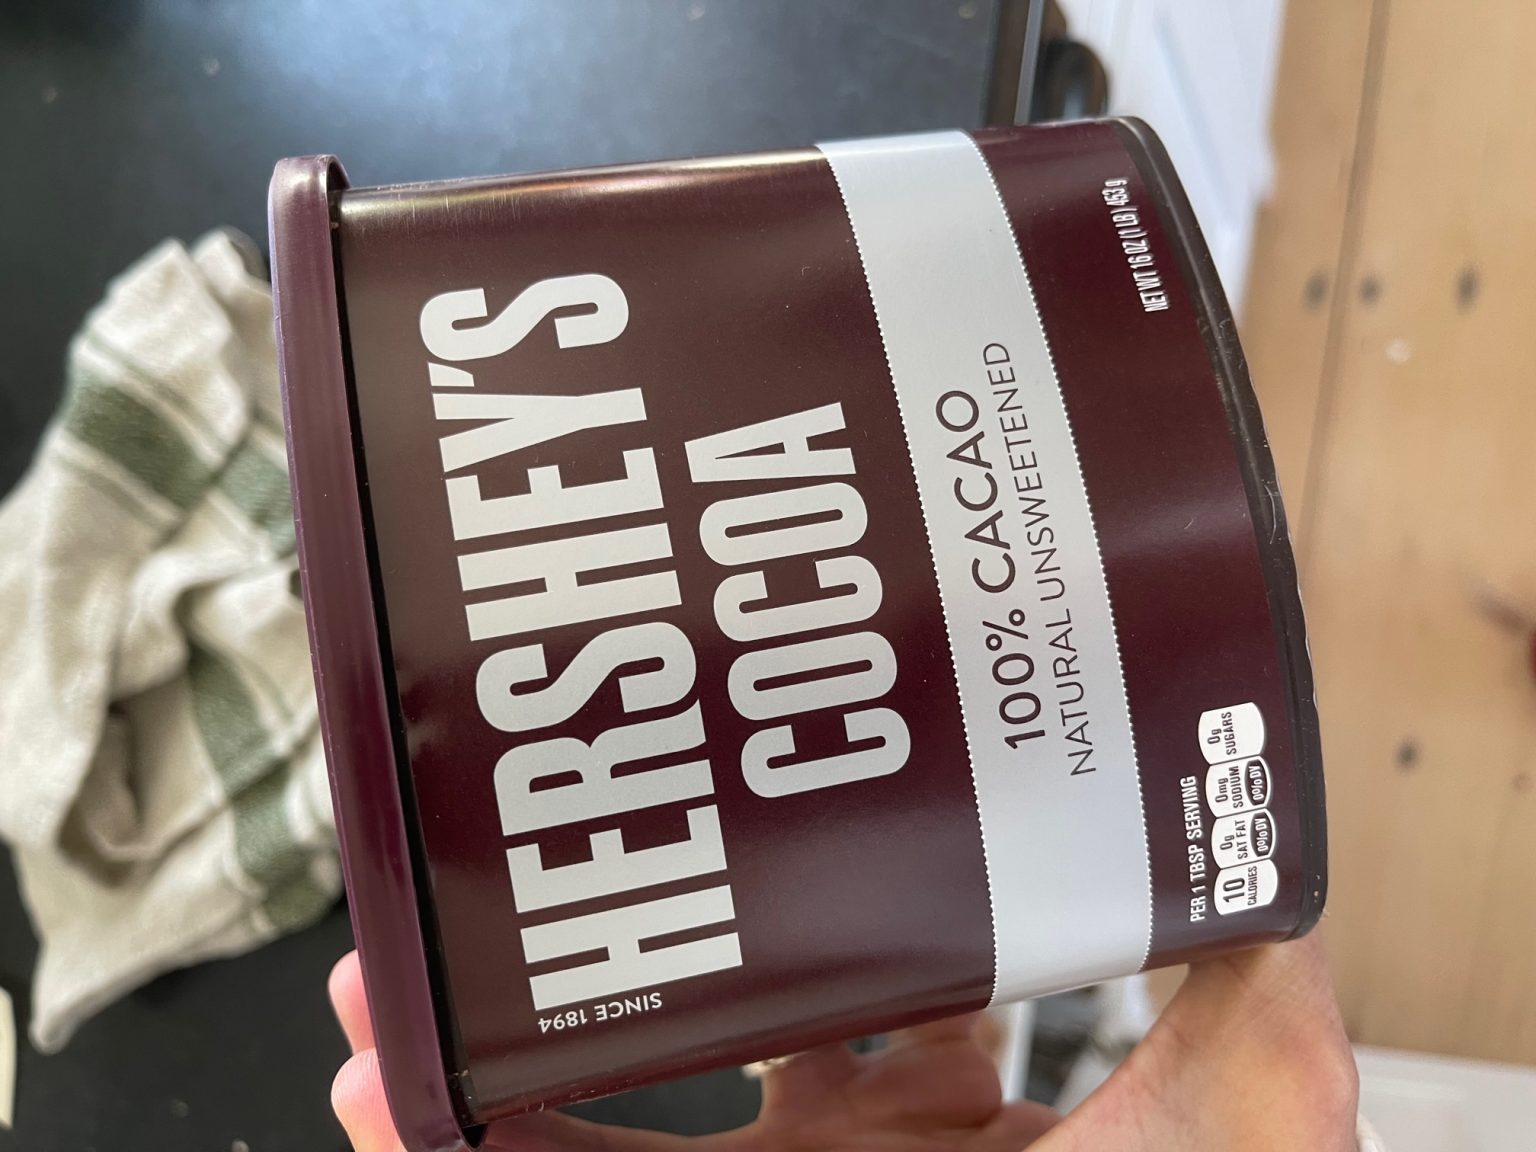 SINCE 1894
HERSHEY'S
COCOA
100% CACAO
NATURAL UNSWEETENED
PER 1 TBSP SERVING
10
CALORIES
0g
SAT FAT
0% DV
0mg
SODIUM
0% DV
0g
SUGARS
NET WT 16 OZ (1 LB) 453 g